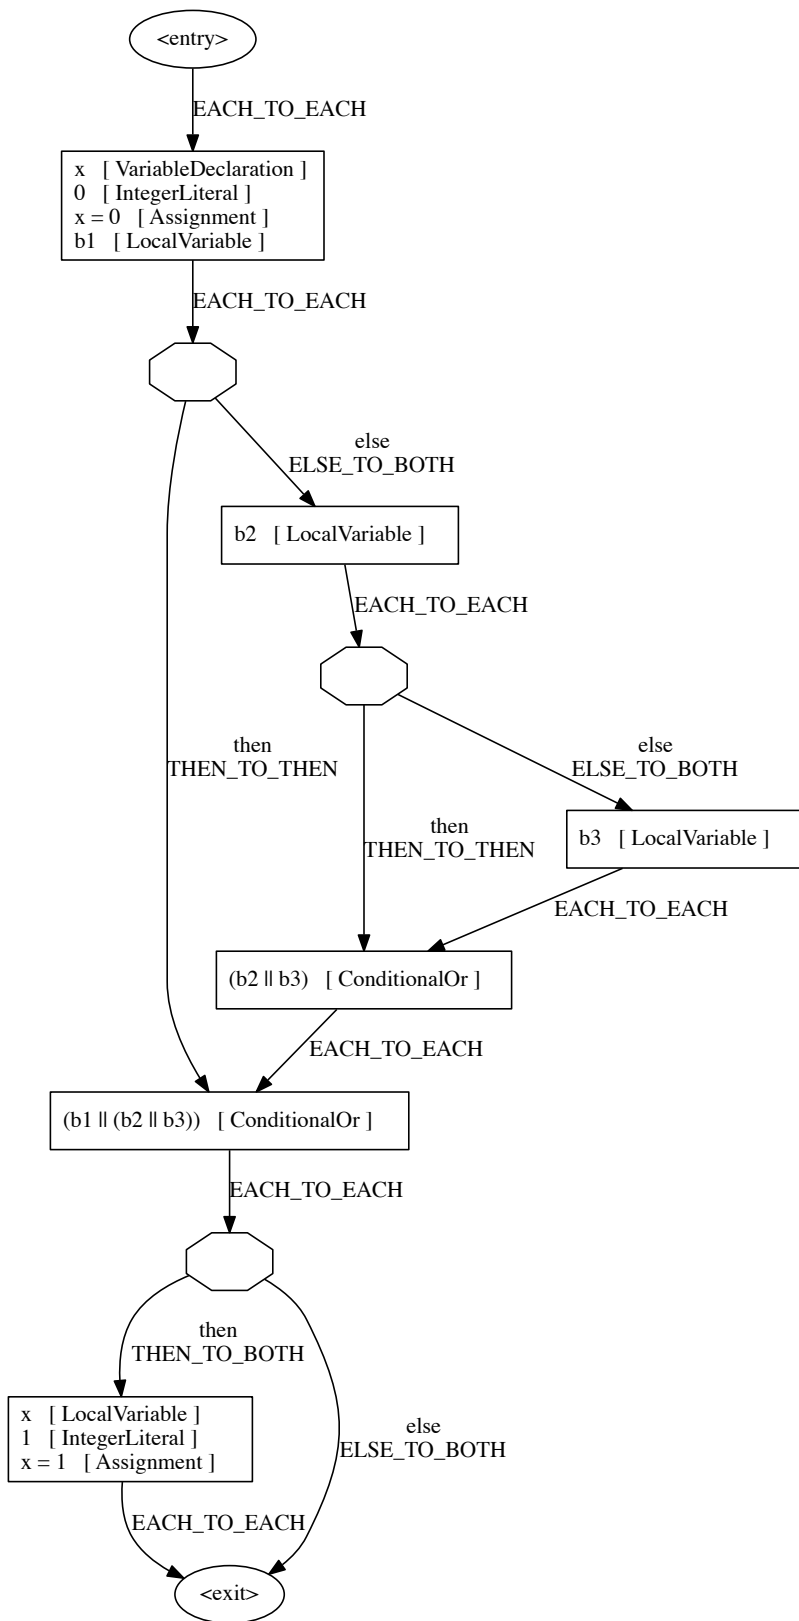 <entry>
EACH_TO_EACH
x   [ VariableDeclaration ]
0   [ IntegerLiteral ]
x = 0   [ Assignment ]
b1   [ LocalVariable ]
EACH_TO_EACH
else
ELSE_TO_BOTH
b2   [ LocalVariable ]
EACH_TO_EACH
then
THEN_TO_THEN
else
ELSE_TO_BOTH
then
THEN_TO_THEN
b3   [ LocalVariable ]
EACH_TO_EACH
(b2 || b3)   [ ConditionalOr ]
EACH_TO_EACH
(b1 || (b2 || b3))   [ ConditionalOr ]
EACH_TO_EACH
then
THEN_TO_BOTH
x   [ LocalVariable ]
1   [ IntegerLiteral ]
x = 1   [ Assignment ]
else
ELSE_TO_BOTH
EACH_TO_EACH
<exit>